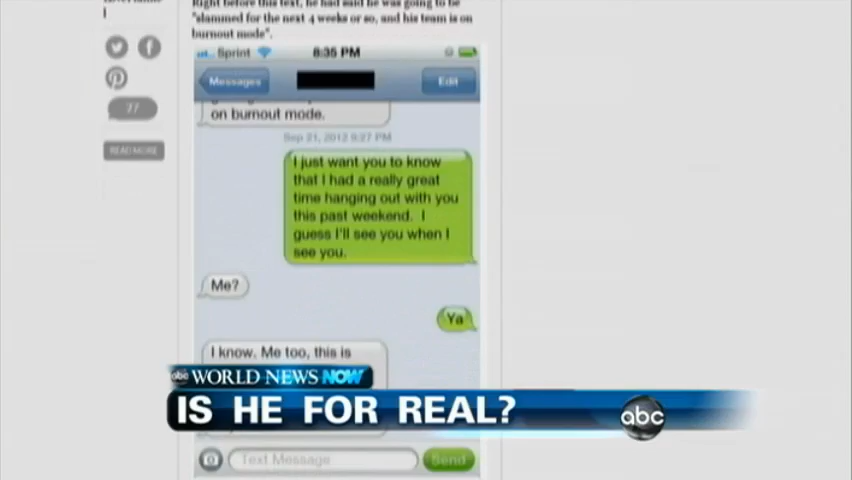 Right before this text, he had said he was going to be
"slammed for the next 4 weeks or so, and his team is on
burnout mode".
Sprint
8:35 PM
Messages
Edit
on burnout mode.
77
Sep 21, 2012 9:27 PM
READ MORE
I just want you to know
that I had a really great
time hanging out with you
this past weekend. I
guess I'll see you when I
see you.
Me?
Ya
I know. Me too, this is
abc WORLD NEWS NOW
IS HE FOR REAL?
abc
Text Message
Send